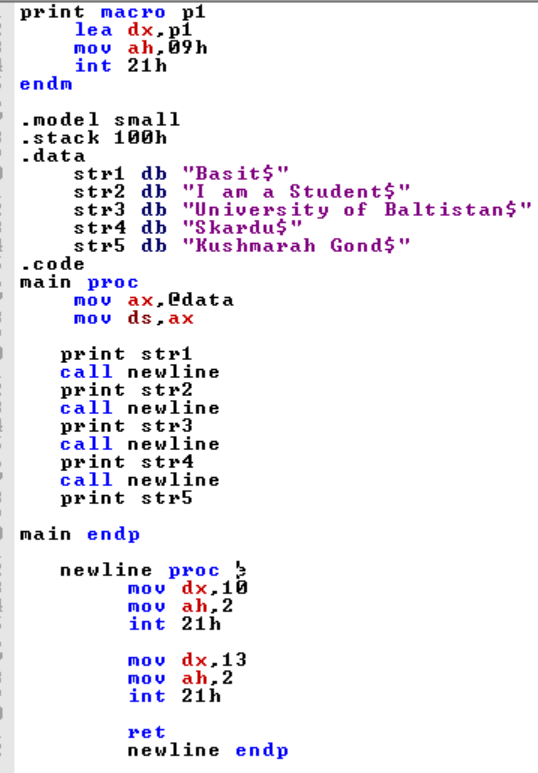 print macro p1
lea dx,p1
mov ah,09h
int 21h
endm
.model small
.stack 100h
.data
str1 db "Basit$"
str2 db "I am a Student$"
str3 db "University of Baltistan$"
str4 db "Skardu$"
str5 db "Kushmarah Gond$"
.code
main proc
mov ax,@data
mov ds,ax
print str1
call newline
print str2
call newline
print str3
call newline
print str4
call newline
print str5
main endp
newline proc
mov dx,10
mov ah,2
int 21h
mov dx,13
mov ah,2
int 21h
ret
newline endp